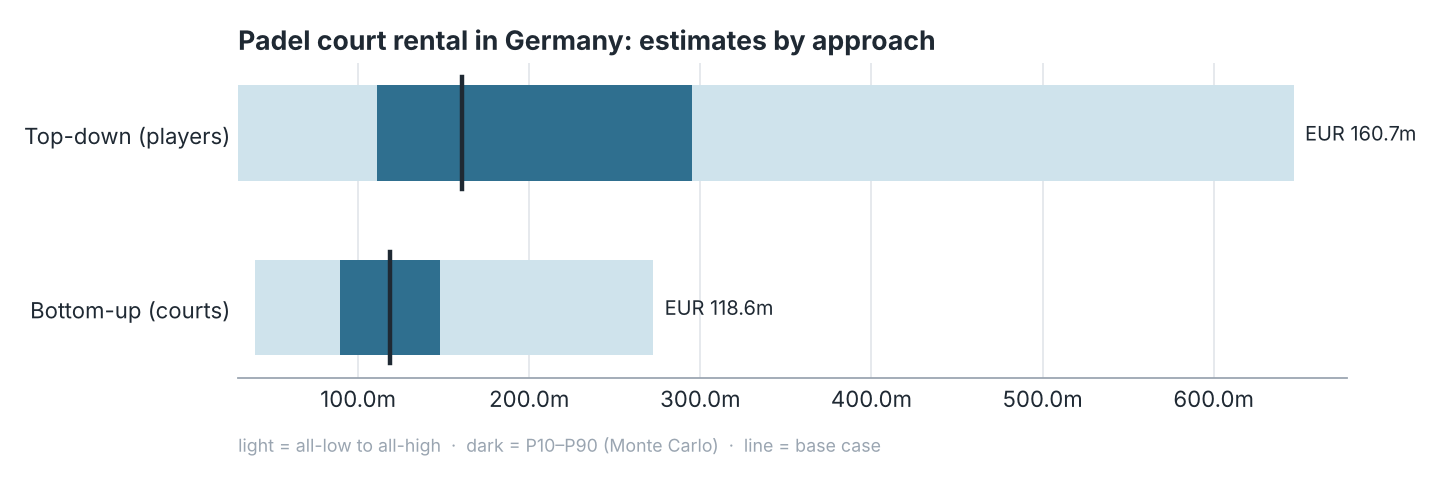 Padel court rental in Germany: estimates by approach
Top-down (players)
EUR 160.7m
Bottom-up (courts)
EUR 118.6m
100.0m 200.0m 300.0m 400.0m 500.0m 600.0m
light = all-low to all-high · dark = P10–P90 (Monte Carlo) · line = base case